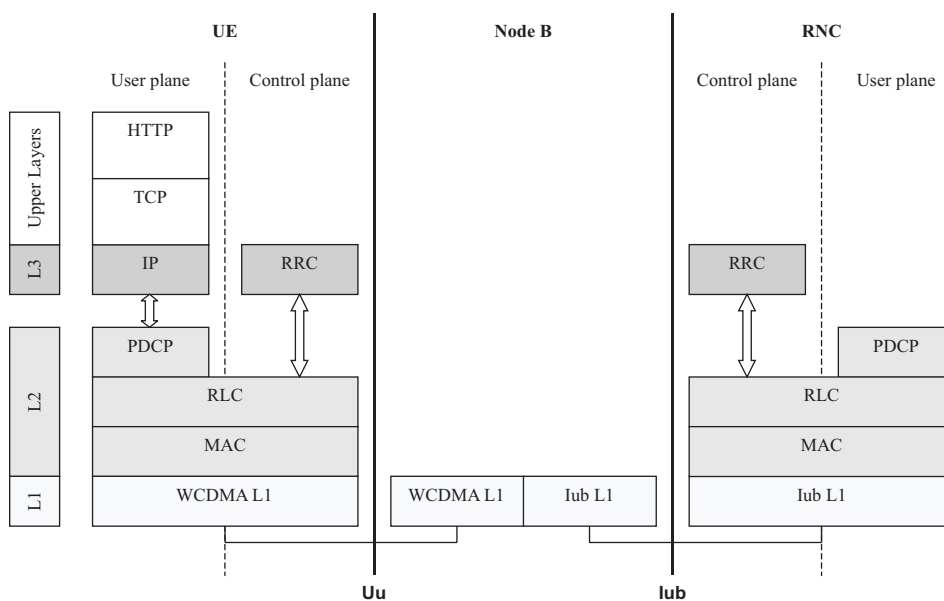 UE
Node B
RNC
User plane
Control plane
Control plane
User plane
Upper Layers
HTTP
TCP
L3
IP
RRC
RRC
L2
PDCP
PDCP
RLC
RLC
MAC
MAC
L1
WCDMA L1
WCDMA L1
Iub L1
Iub L1
Uu
Iub